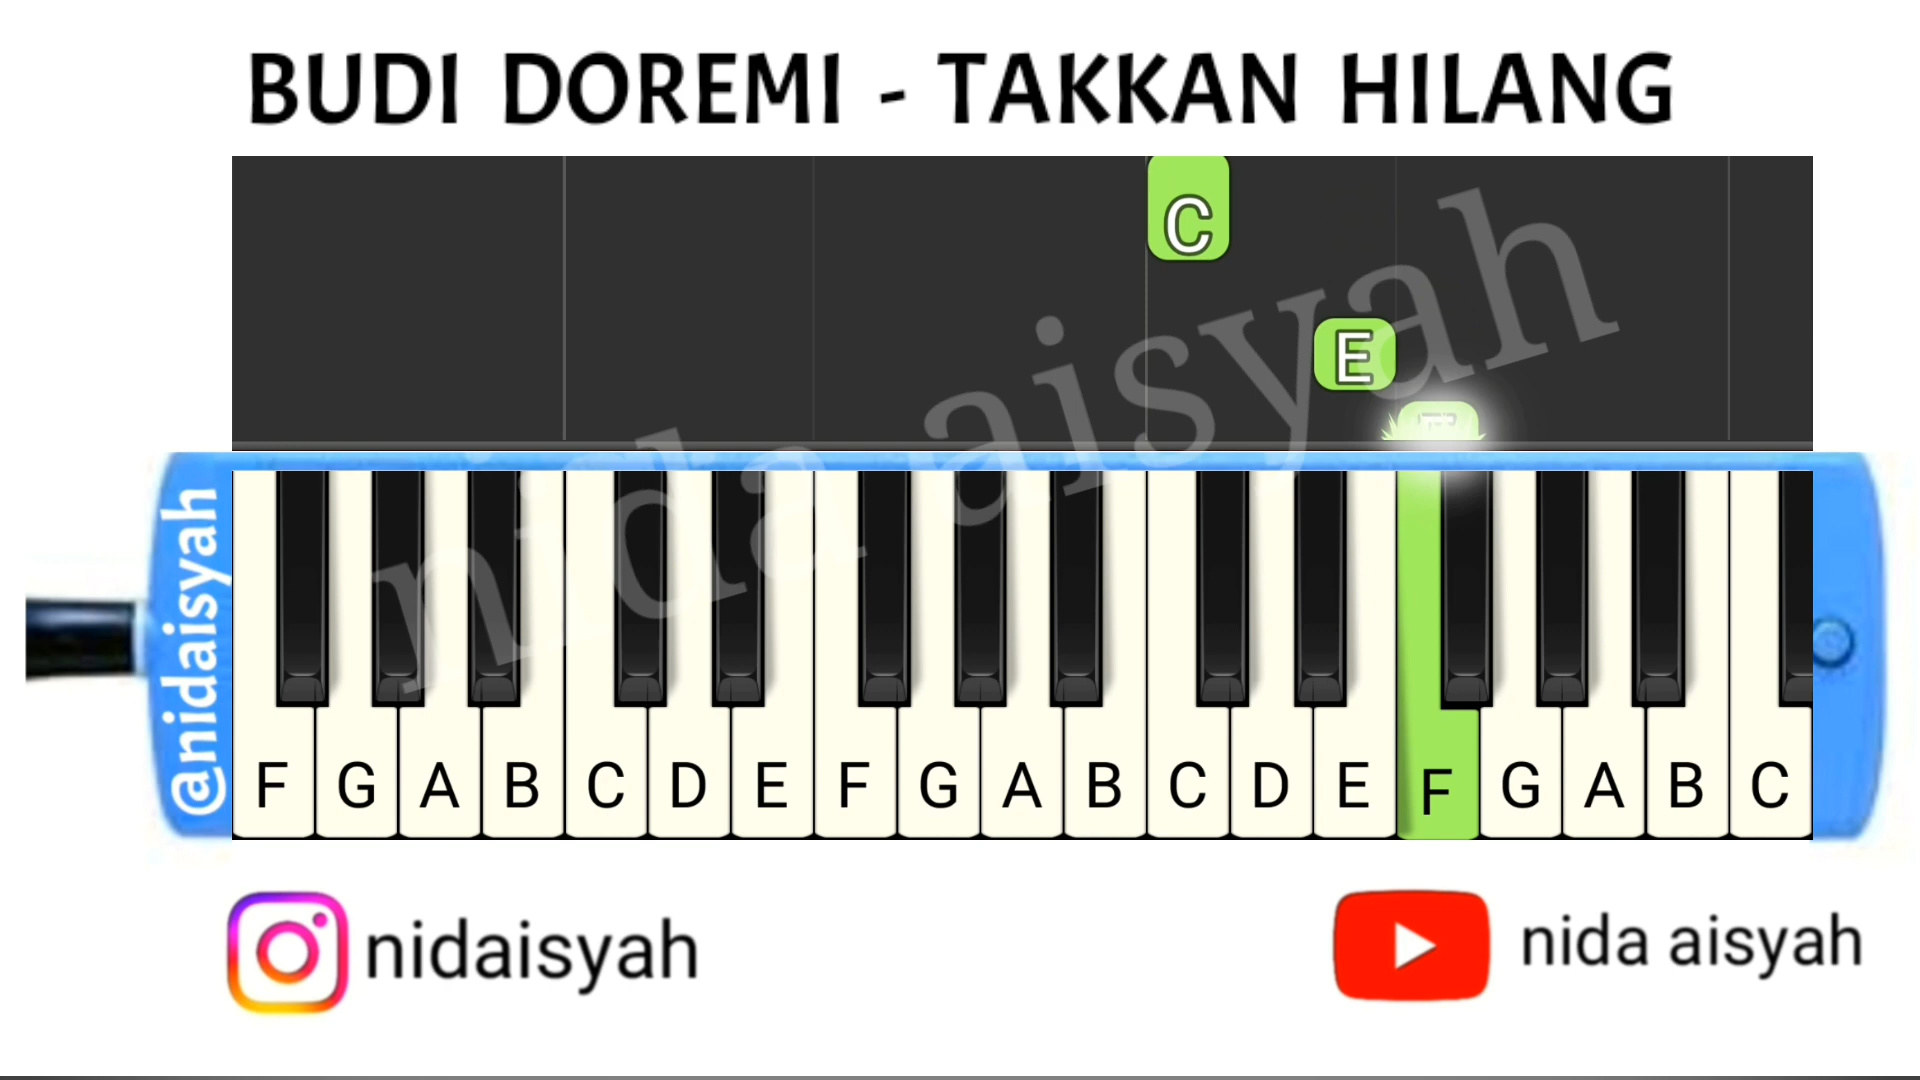 BUDI DOREMI - TAKKAN HILANG
C
E
F
nida aisyah
@nidaisyah
F G A B C D E F G A B C D E F G A B C
nidaisyah
nida aisyah